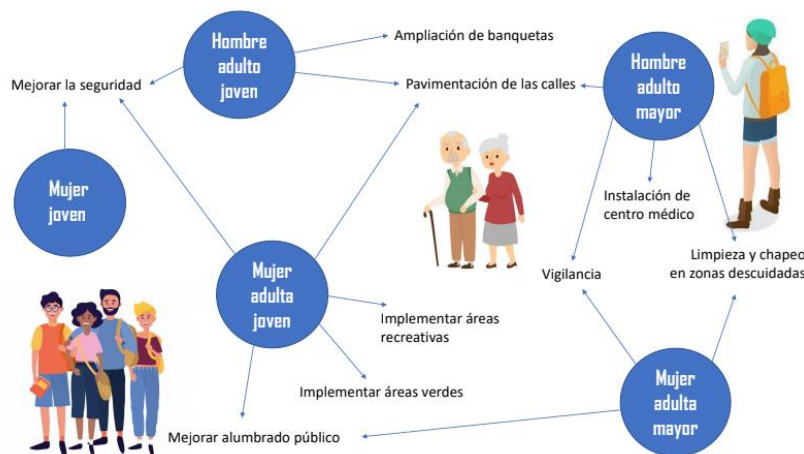 Hombre
adulto
joven
Ampliación de banquetas
Mejorar la seguridad
Pavimentación de las calles
Hombre
adulto
mayor
Mujer
joven
Instalación de
centro médico
Mujer
adulta
joven
Vigilancia
Limpieza y chapeo
en zonas descuidadas
Implementar áreas
recreativas
Implementar áreas verdes
Mujer
adulta
mayor
Mejorar alumbrado público